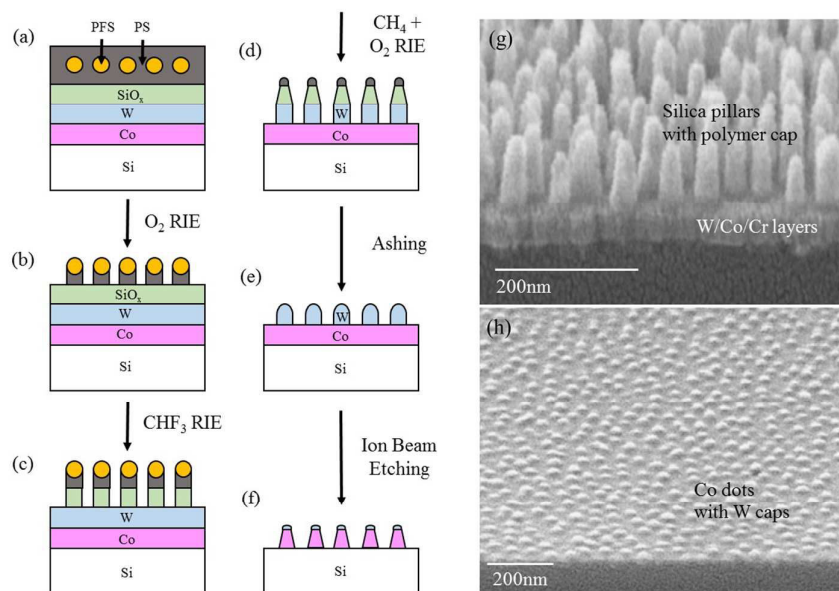 (a)
PFS PS
SiOₓ
W
Co
Si
O₂ RIE
(b)
SiOₓ
W
Co
Si
CHF₃ RIE
(c)
W
Co
Si
CH₄ +
O₂ RIE
(d)
W
Co
Si
Ashing
(e)
W
Co
Si
Ion Beam
Etching
(f)
Si
(g)
Silica pillars
with polymer cap
W/Co/Cr layers
200nm
(h)
Co dots
with W caps
200nm